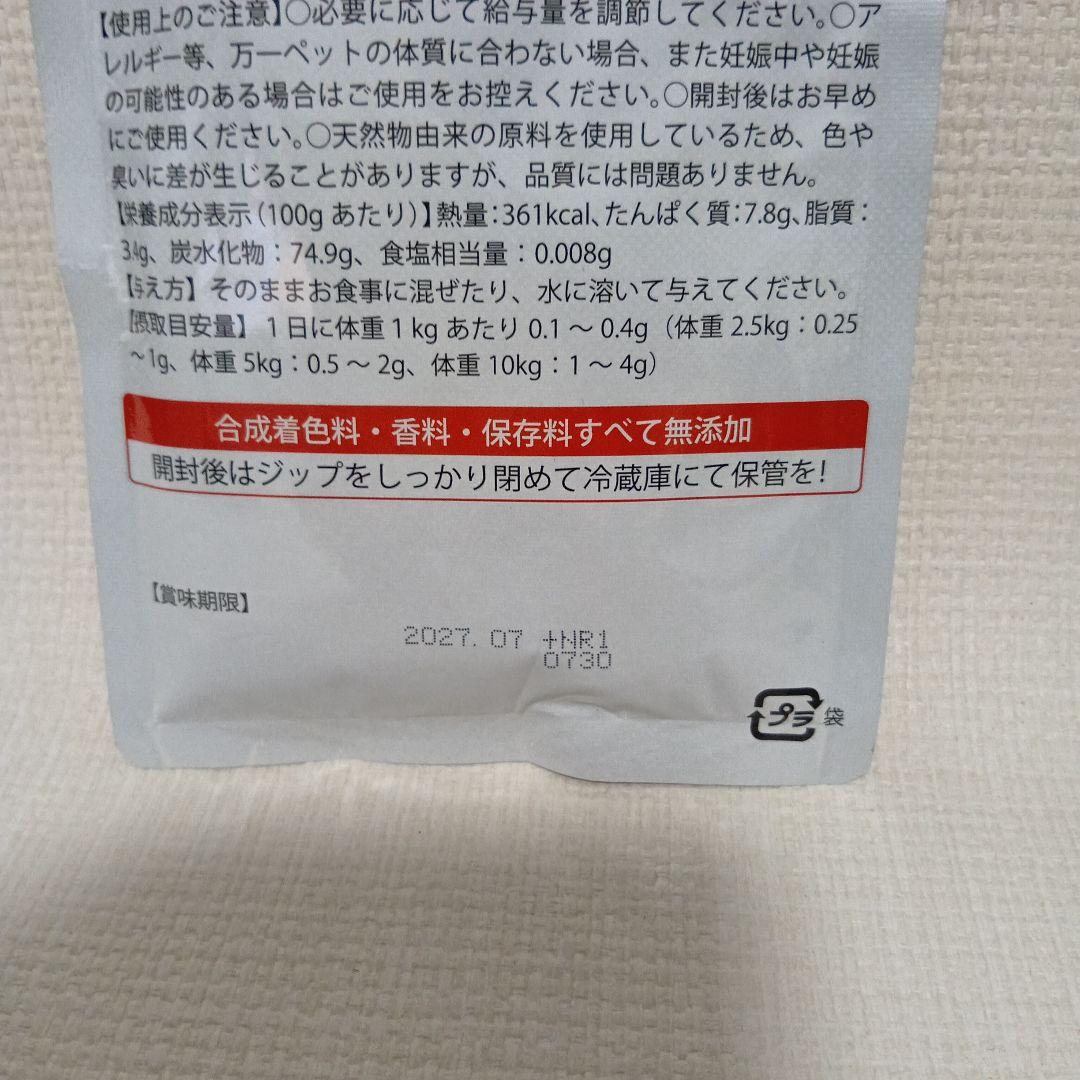 【使用上のご注意】○必要に応じて給与量を調節してください。○ア
レルギー等、万一ペットの体質に合わない場合、また妊娠中や妊娠
の可能性のある場合はご使用をお控えください。○開封後はお早め
にご使用ください。○天然物由来の原料を使用しているため、色や
臭いに差が生じることがありますが、品質には問題ありません。
【栄養成分表示（100g あたり）】熱量：361kcal、たんぱく質：7.8g、脂質：
3.4g、炭水化物：74.9g、食塩相当量：0.008g
【与え方】そのままお食事に混ぜたり、水に溶いて与えてください。
【摂取目安量】1日に体重1kg あたり 0.1～0.4g（体重 2.5kg：0.25
～1g、体重 5kg：0.5～2g、体重 10kg：1～4g）
合成着色料・香料・保存料すべて無添加
開封後はジップをしっかり閉めて冷蔵庫にて保管を！
【賞味期限】
2027. 07 +NR1
0730
プラ 袋